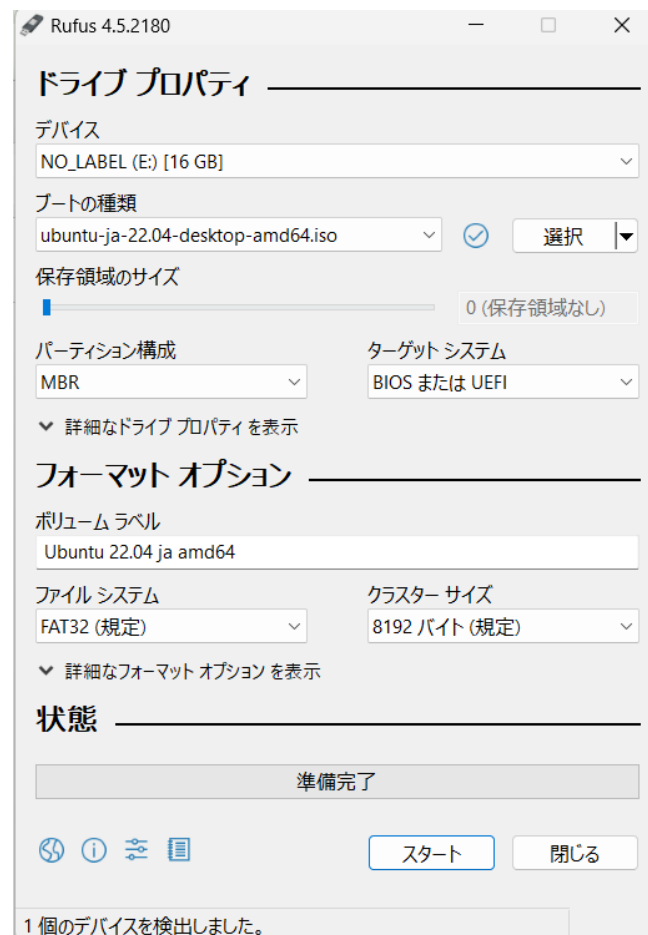 Rufus 4.5.2180
ドライブ プロパティ
デバイス
NO_LABEL (E:) [16 GB]
ブートの種類
ubuntu-ja-22.04-desktop-amd64.iso
選択
保存領域のサイズ
0 (保存領域なし)
パーティション構成
ターゲット システム
MBR
BIOS または UEFI
詳細なドライブ プロパティ を表示
フォーマット オプション
ボリューム ラベル
Ubuntu 22.04 ja amd64
ファイル システム
クラスター サイズ
FAT32 (規定)
8192 バイト (規定)
詳細なフォーマット オプション を表示
状態
準備完了
スタート
閉じる
1 個のデバイスを検出しました。